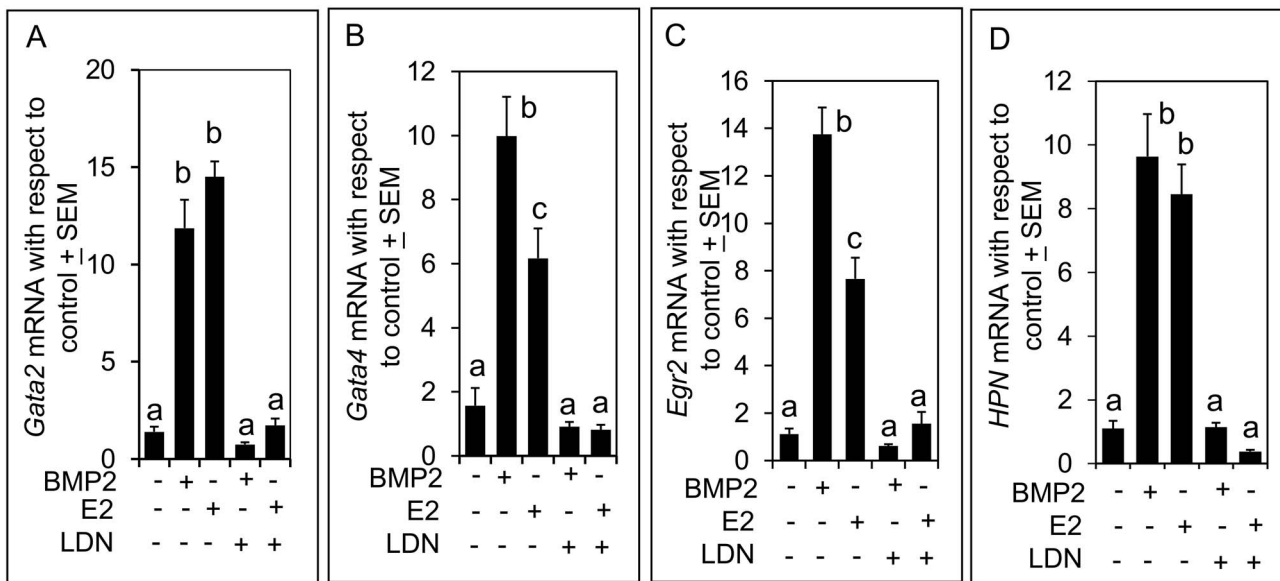 A
Gata2 mRNA with respect to
control ± SEM
20
15
10
5
0
a
b
b
a
a
BMP2 - + - + -
E2 - - + - +
LDN - - - + +
B
Gata4 mRNA with respect
to control ± SEM
12
10
8
6
4
2
0
a
b
c
a
a
BMP2 - + - + -
E2 - - + - +
LDN - - - + +
C
Egr2 mRNA with respect
to control ± SEM
16
14
12
10
8
6
4
2
0
a
b
c
a
a
BMP2 - + - + -
E2 - - + - +
LDN - - - + +
D
HPN mRNA with respect to
control ± SEM
12
10
8
6
4
2
0
a
b
b
a
a
BMP2 - + - + -
E2 - - + - +
LDN - - - + +